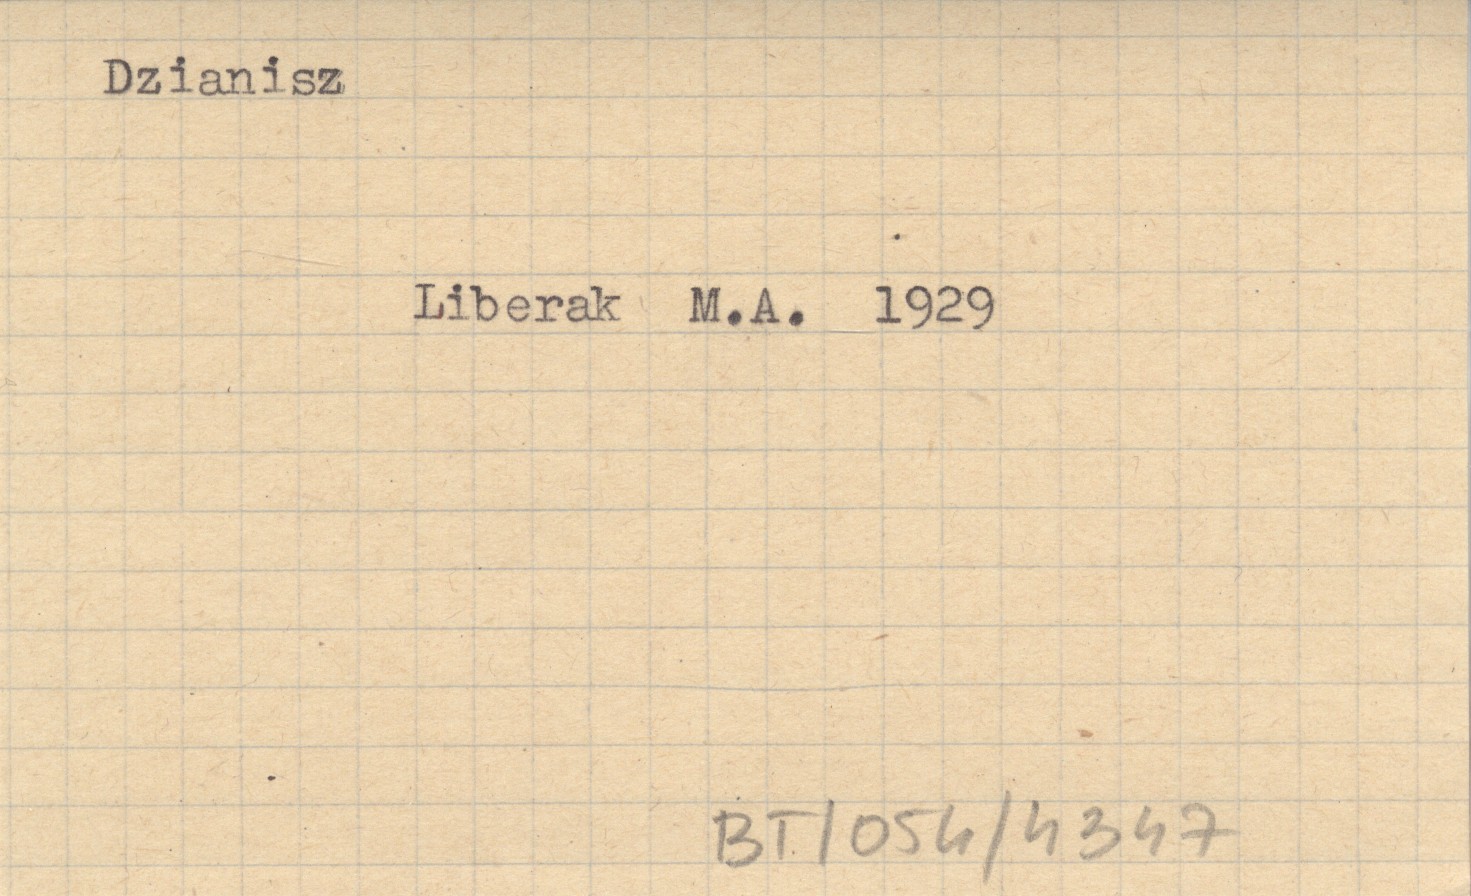 Dzianisz
Liberak M.A. 1929
BT/054/4347